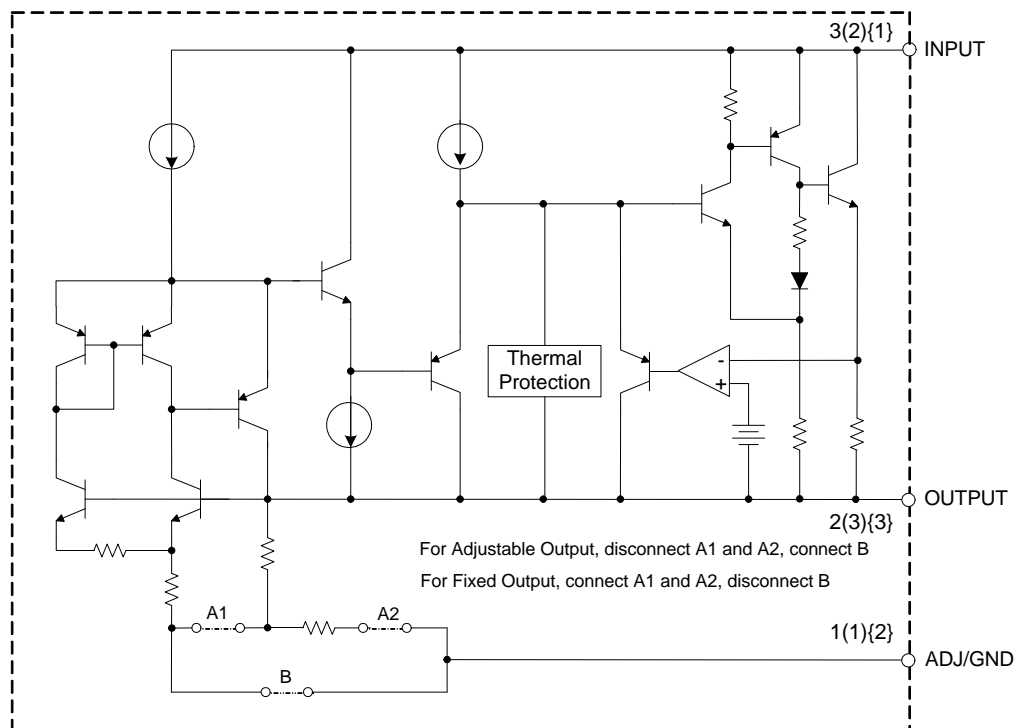 3(2){1}
INPUT
Thermal
Protection
-
+
OUTPUT
2(3){3}
For Adjustable Output, disconnect A1 and A2, connect B
For Fixed Output, connect A1 and A2, disconnect B
A1
A2
1(1){2}
ADJ/GND
B